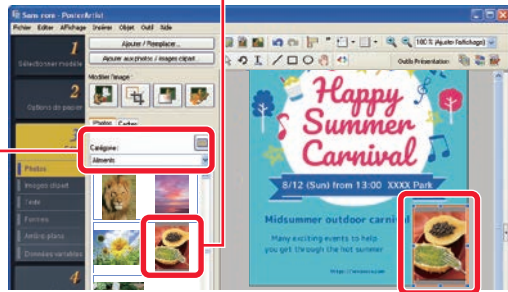 Sans nom - PosterArtist
Fichier Editer Affichage Insérer Objet Outil Aide
1
Sélectionner modèle
2
Options de papier
3
Photos
Images clipart
Texte
Formes
Arrière-plans
Données variables
4
Ajouter / Remplacer...
Ajouter aux photos / images clipart...
Modifier l'image :
Photos Cadres
Catégorie :
Aliments
100 % (Ajuster l'affichage)
Outils Présentation
Happy
Summer
Carnival
8/12 (Sun) from 13:00 XXXX Park
Midsummer outdoor carni
Many exciting events to help
you get through the hot summer